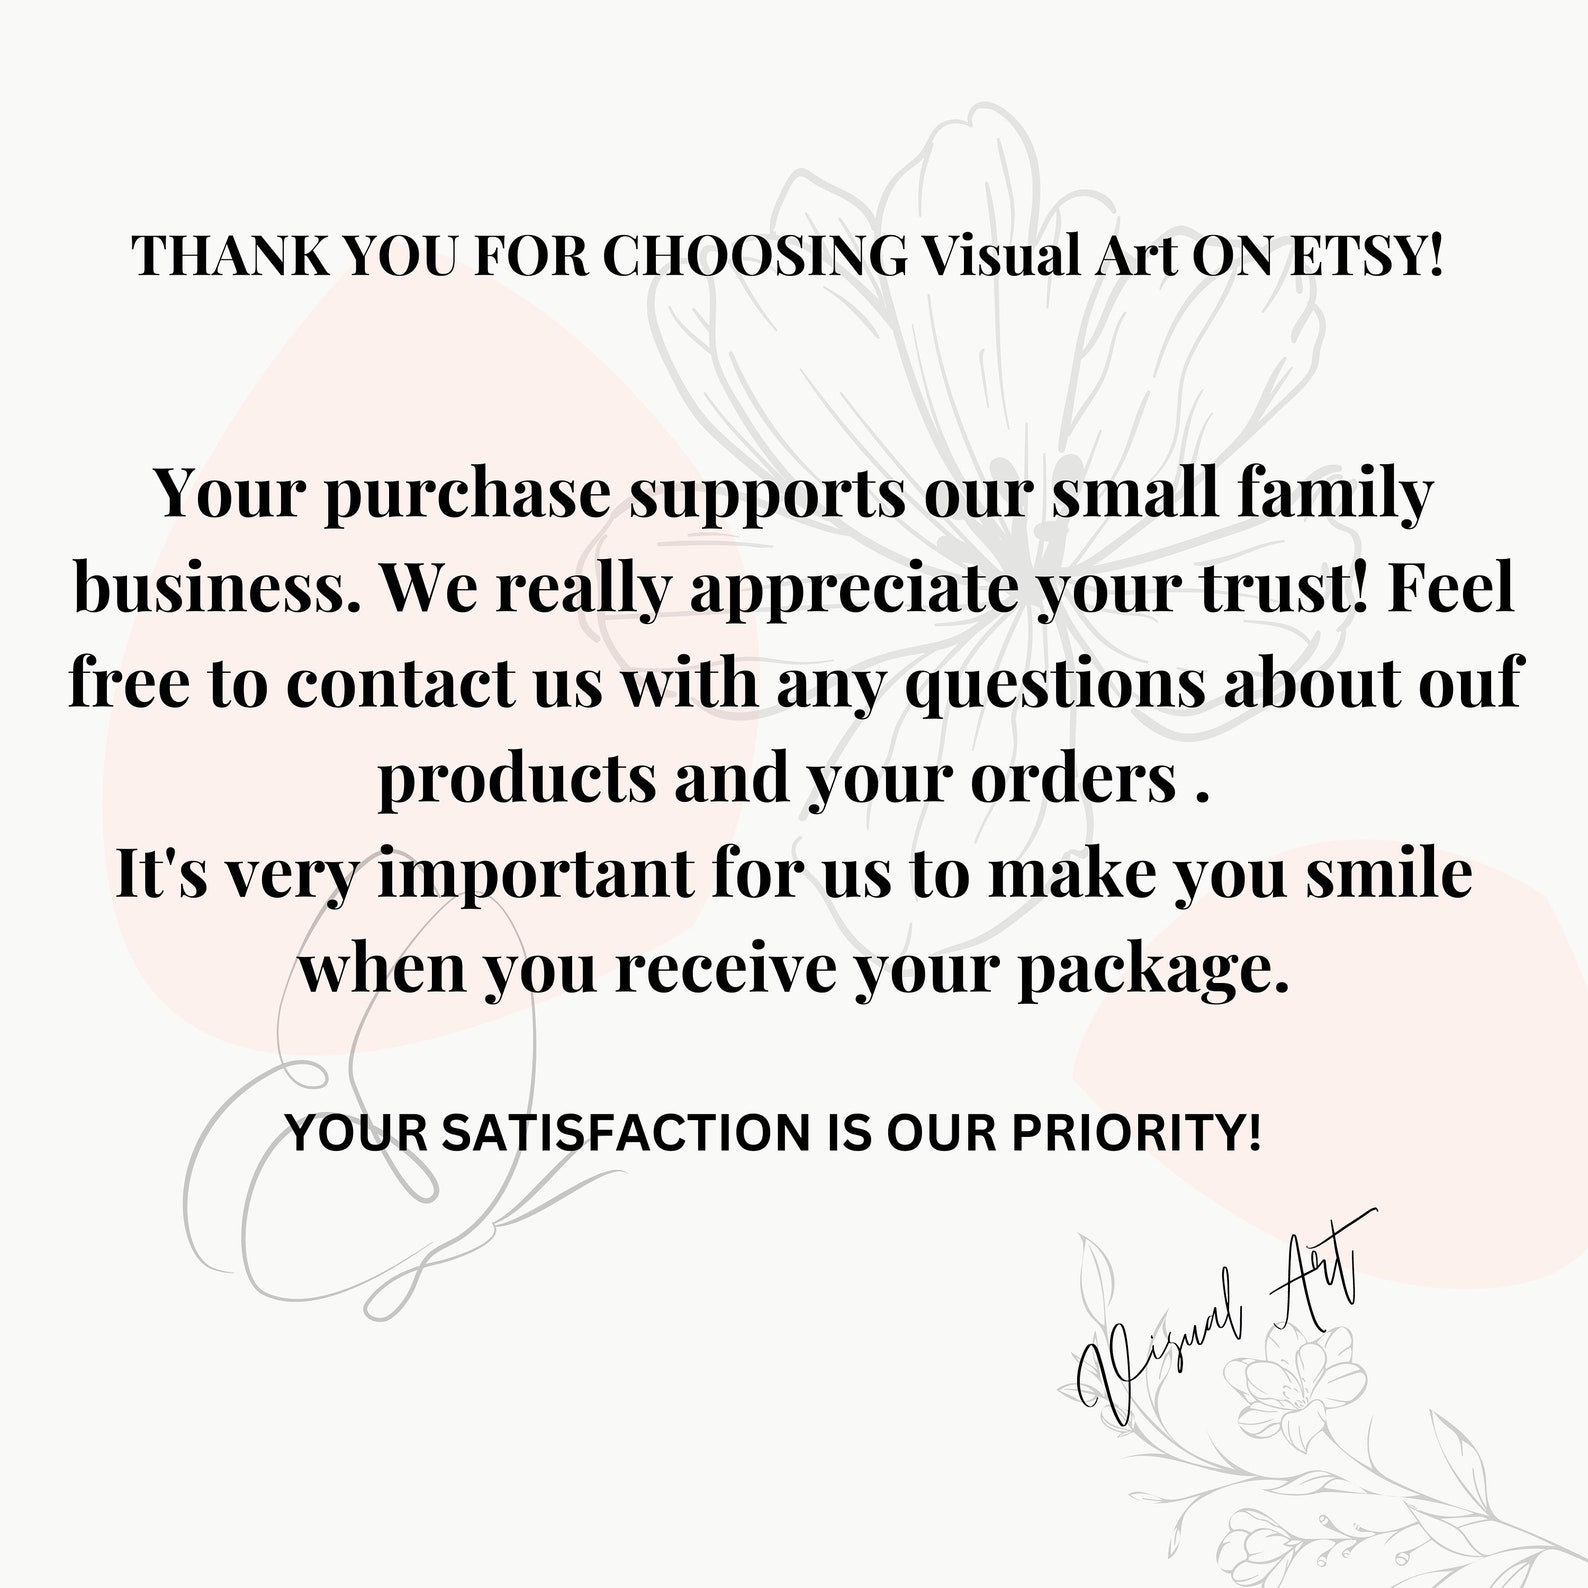 THANK YOU FOR CHOOSING Visual Art ON ETSY!
Your purchase supports our small family
business. We really appreciate your trust! Feel
free to contact us with any questions about ouf
products and your orders .
It's very important for us to make you smile
when you receive your package.
YOUR SATISFACTION IS OUR PRIORITY!
Visual Art